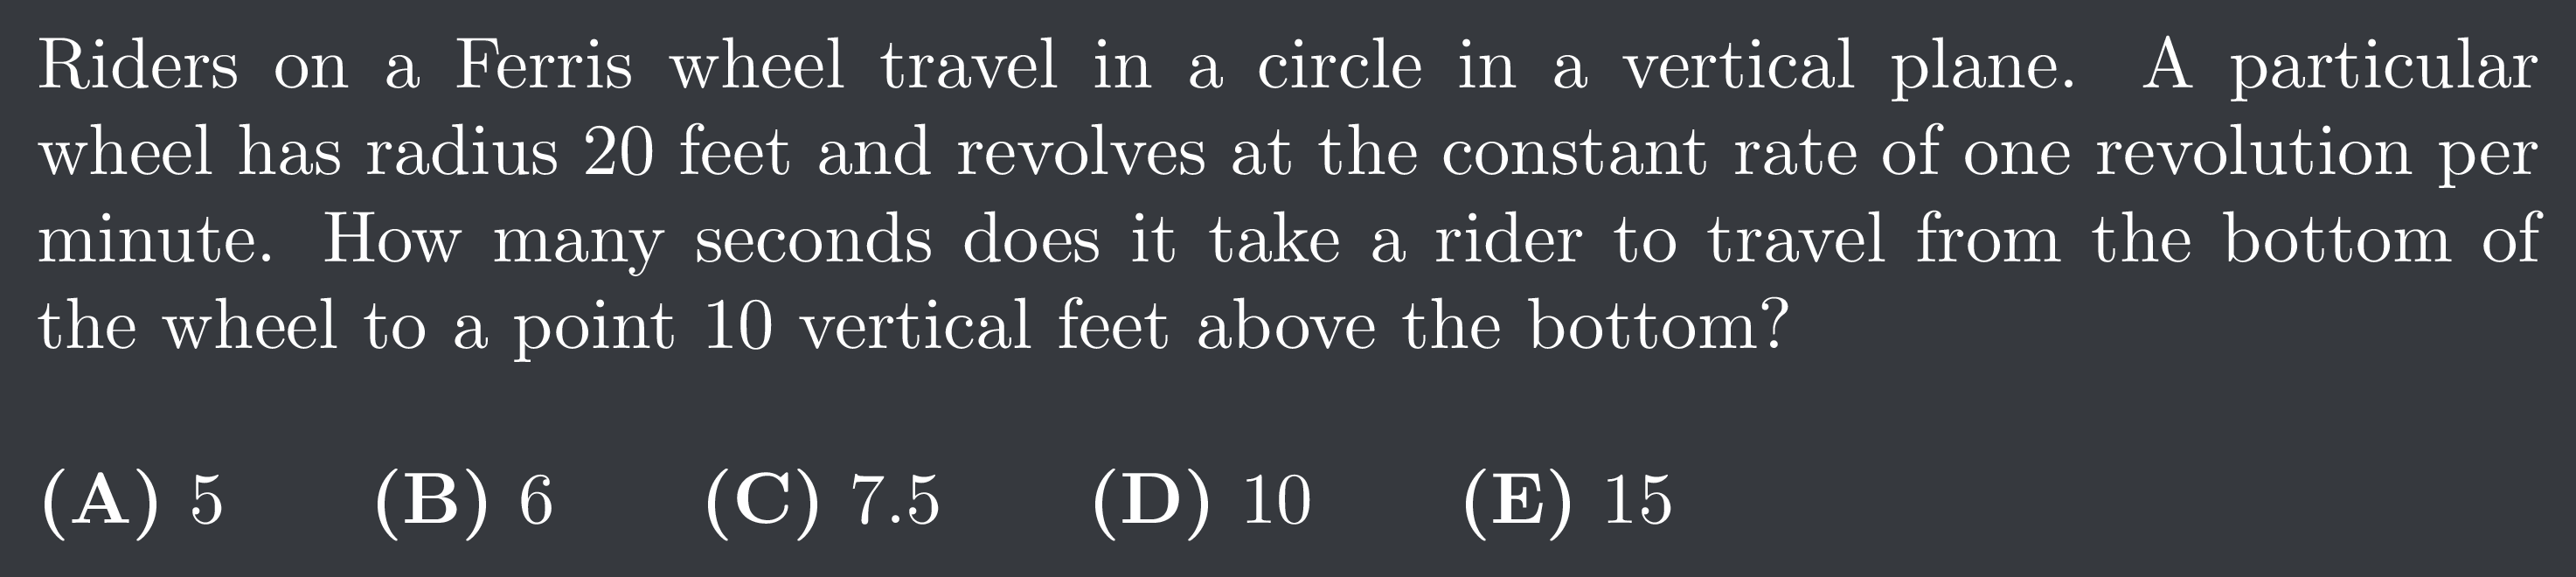 Riders on a Ferris wheel travel in a circle in a vertical plane. A particular
wheel has radius 20 feet and revolves at the constant rate of one revolution per
minute. How many seconds does it take a rider to travel from the bottom of
the wheel to a point 10 vertical feet above the bottom?
(A) 5 (B) 6 (C) 7.5 (D) 10 (E) 15